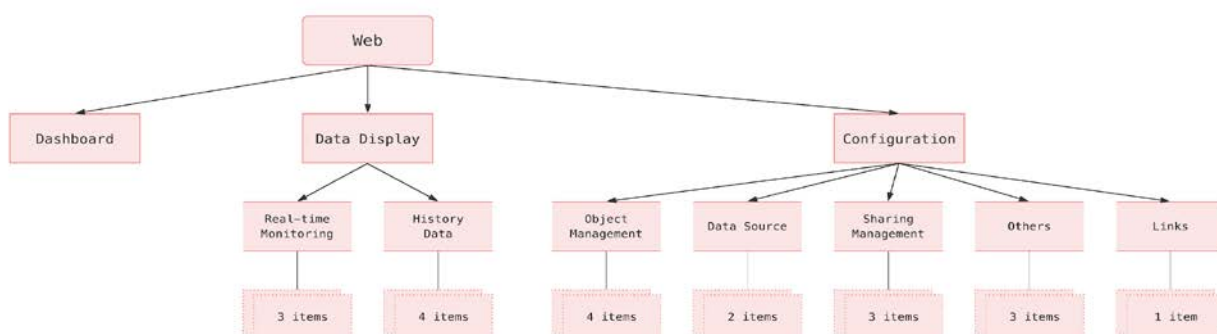 Web
Dashboard
Data Display
Configuration
Real-time
Monitoring
History
Data
Object
Management
Data Source
Sharing
Management
Others
Links
3 items
4 items
4 items
2 items
3 items
3 items
1 item